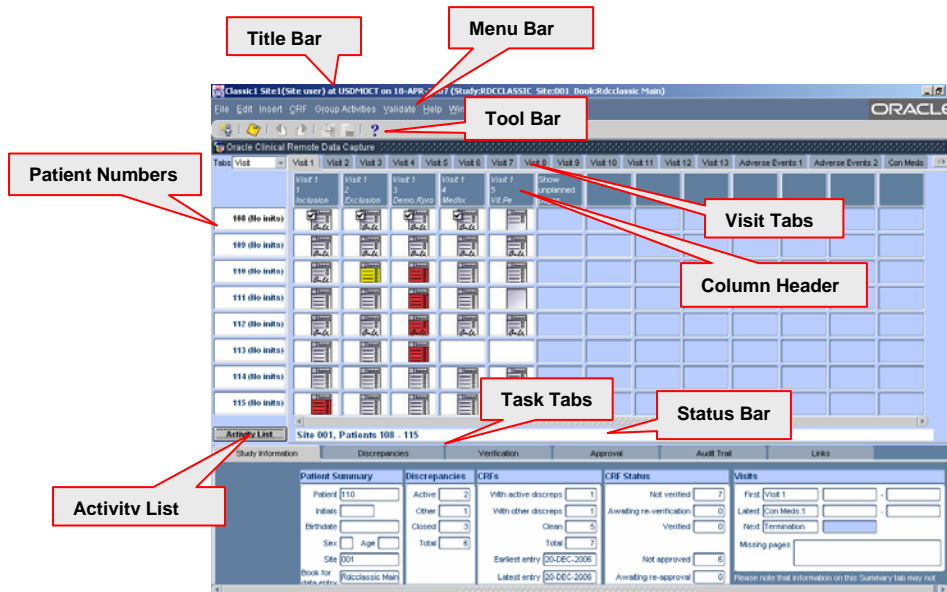 Title Bar
Menu Bar
Classic1 Site1(Site user) at USDMOCT on 10-APR-2007 (Study:RDCCLASSIC Site:001 Book:Rdcclassic Main)
File Edit Insert CRF Group Activities Validate Help
ORACLE
Tool Bar
Oracle Clinical Remote Data Capture
Tabs Visit Visit 1 Visit 2 Visit 3 Visit 4 Visit 5 Visit 6 Visit 7 Visit 8 Visit 9 Visit 10 Visit 11 Visit 12 Visit 13 Adverse Events 1 Adverse Events 2 Con Meds
Patient Numbers
Visit 1 Visit 1 Visit 1 Visit 1 Visit 1 Show
1 2 3 4 5 unplanned
Inclusion Exclusion Demo.Rpro Medhx Vit.Pe
Visit Tabs
Column Header
108 (No inits)
109 (No inits)
110 (No inits)
111 (No inits)
112 (No inits)
113 (No inits)
114 (No inits)
115 (No inits)
Task Tabs
Status Bar
Activity List Site 001, Patients 108 - 115
Study Information Discrepancies Verification Approval Audit Trail Links
Activity List
Patient Summary Discrepancies CRFs CRF Status Visits
Patient 110 Active 2 With active discreps 1 Not verified 7 First Visit 1 -
Initials Other 1 With other discreps 1 Awaiting re-verification 0 Latest Con Meds.1 -
Birthdate Closed 3 Clean 5 Verified 0 Next Termination
Sex Age Total 6 Total 7 Missing pages
Site 001 Earliest entry 20-DEC-2006 Not approved 6
Book for data entry Rdcclassic Main Latest entry 20-DEC-2006 Awaiting re-approval 0 Please note that information on this Summary tab may not